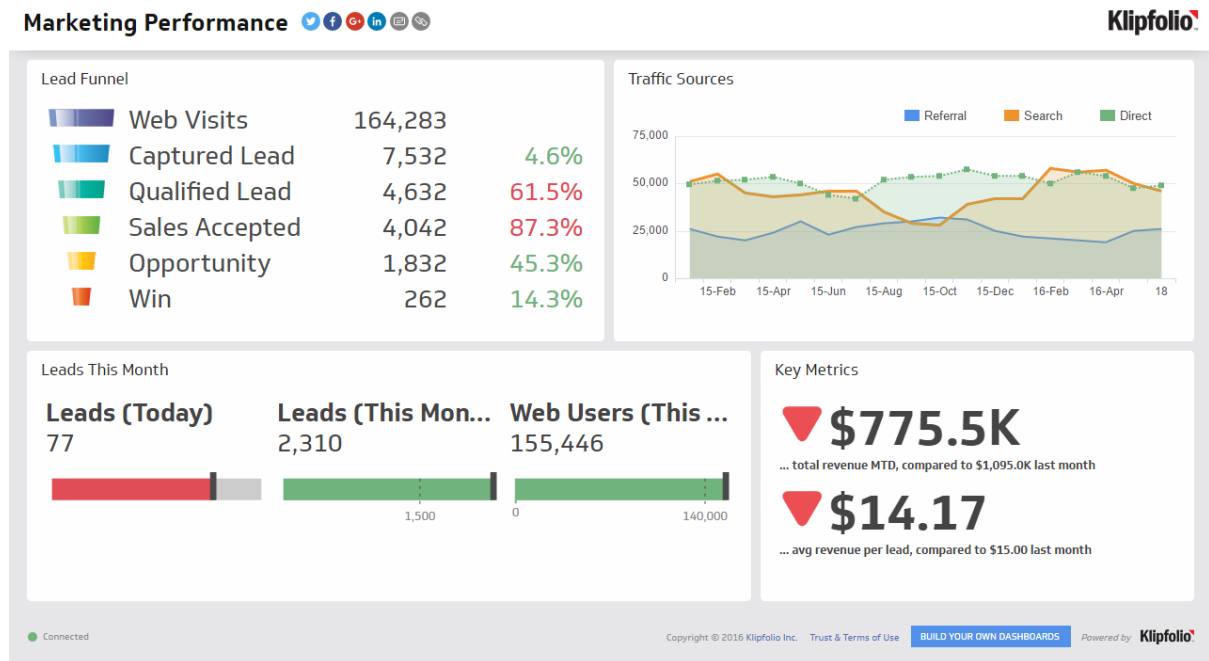 Marketing Performance
Klipfolio
Lead Funnel
Web Visits 164,283
Captured Lead 7,532 4.6%
Qualified Lead 4,632 61.5%
Sales Accepted 4,042 87.3%
Opportunity 1,832 45.3%
Win 262 14.3%
Traffic Sources
Referral Search Direct
75,000
50,000
25,000
0
15-Feb 15-Apr 15-Jun 15-Aug 15-Oct 15-Dec 16-Feb 16-Apr 18
Leads This Month
Leads (Today) Leads (This Mon... Web Users (This ...
77 2,310 155,446
1,500 0 140,000
Key Metrics
$775.5K
... total revenue MTD, compared to $1,095.0K last month
$14.17
... avg revenue per lead, compared to $15.00 last month
Connected
Copyright © 2016 Klipfolio Inc. Trust & Terms of Use BUILD YOUR OWN DASHBOARDS Powered by Klipfolio